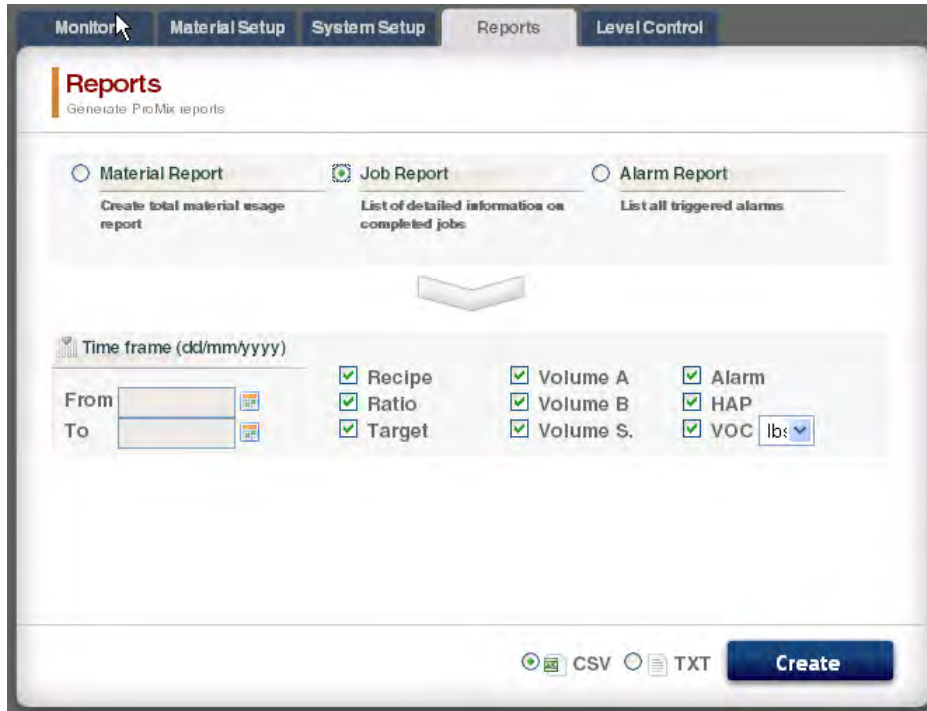 Monitor Material Setup System Setup Reports Level Control
Reports
Generate ProMix reports
Material Report Job Report Alarm Report
Create total material usage report
List of detailed information on completed jobs
List all triggered alarms
Time frame (dd/mm/yyyy)
From
To
Recipe Volume A Alarm
Ratio Volume B HAP
Target Volume S. VOC lbs
CSV TXT Create